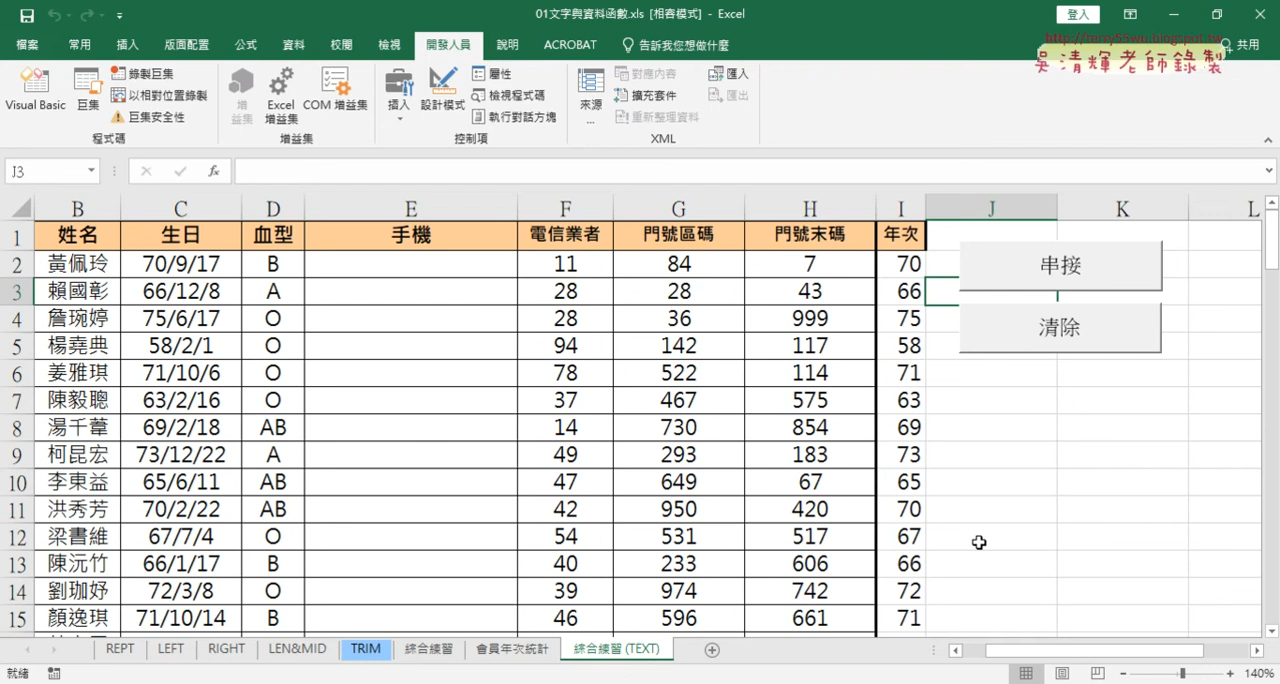 01文字與資料函數.xls [相容模式] - Excel
登入
http://terry55wu.blogspot.tw
吳清輝老師錄製
檔案 常用 插入 版面配置 公式 資料 校閱 檢視 開發人員 說明 ACROBAT 告訴我您想做什麼 共用
Visual Basic 巨集 錄製巨集 以相對位置錄製 巨集安全性
增益集 Excel 增益集 COM 增益集
插入 設計模式 屬性 檢視程式碼 執行對話方塊
來源... 對應內容 擴充套件 重新整理資料 匯入 匯出
程式碼 增益集 控制項 XML
J3 fx
B C D E F G H I J K L
1 姓名 生日 血型 手機 電信業者 門號區碼 門號末碼 年次
2 黃佩玲 70/9/17 B 11 84 7 70 串接
3 賴國彰 66/12/8 A 28 28 43 66
4 詹琬婷 75/6/17 O 28 36 999 75 清除
5 楊堯典 58/2/1 O 94 142 117 58
6 姜雅琪 71/10/6 O 78 522 114 71
7 陳毅聰 63/2/16 O 37 467 575 63
8 湯千葦 69/2/18 AB 14 730 854 69
9 柯昆宏 73/12/22 A 49 293 183 73
10 李東益 65/6/11 AB 47 649 67 65
11 洪秀芳 70/2/22 AB 42 950 420 70
12 梁書維 67/7/4 O 54 531 517 67
13 陳沅竹 66/1/17 B 40 233 606 66
14 劉珈妤 72/3/8 O 39 974 742 72
15 顏逸琪 71/10/14 B 46 596 661 71
REPT LEFT RIGHT LEN&MID TRIM 綜合練習 會員年次統計 綜合練習 (TEXT)
就緒 140%